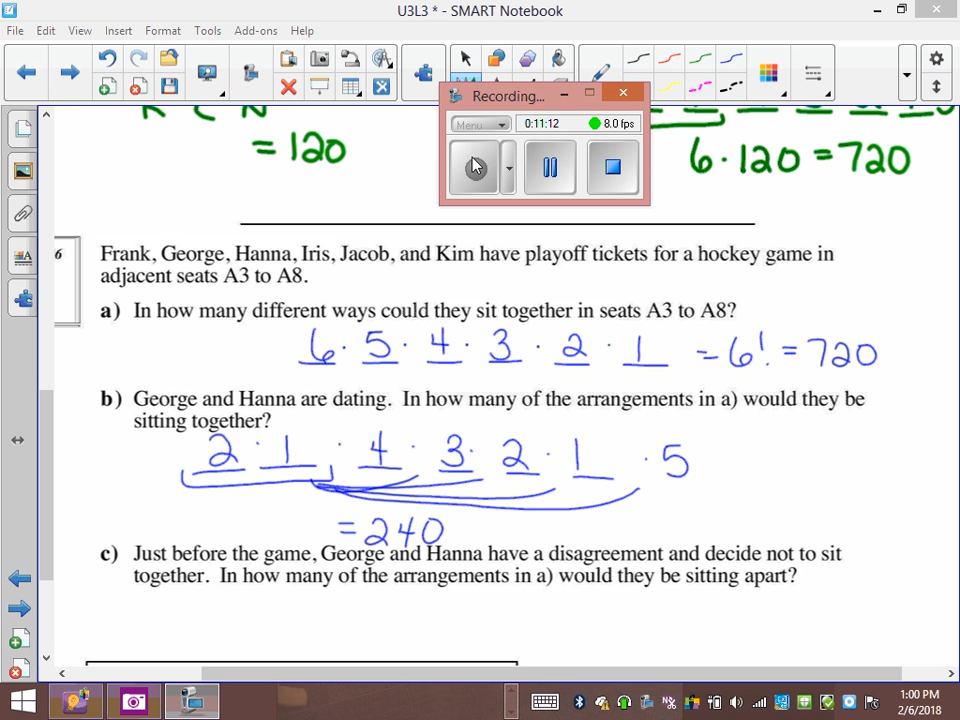 U3L3 * - SMART Notebook
File Edit View Insert Format Tools Add-ons Help
Recording...
Menu 0:11:12 8.0 fps
= 120
6 · 120 = 720
6 Frank, George, Hanna, Iris, Jacob, and Kim have playoff tickets for a hockey game in
adjacent seats A3 to A8.
a) In how many different ways could they sit together in seats A3 to A8?
6 · 5 · 4 · 3 · 2 · 1 = 6! = 720
b) George and Hanna are dating. In how many of the arrangements in a) would they be
sitting together?
2 · 1 · 4 · 3 · 2 · 1 · 5
= 240
c) Just before the game, George and Hanna have a disagreement and decide not to sit
together. In how many of the arrangements in a) would they be sitting apart?
1:00 PM
2/6/2018